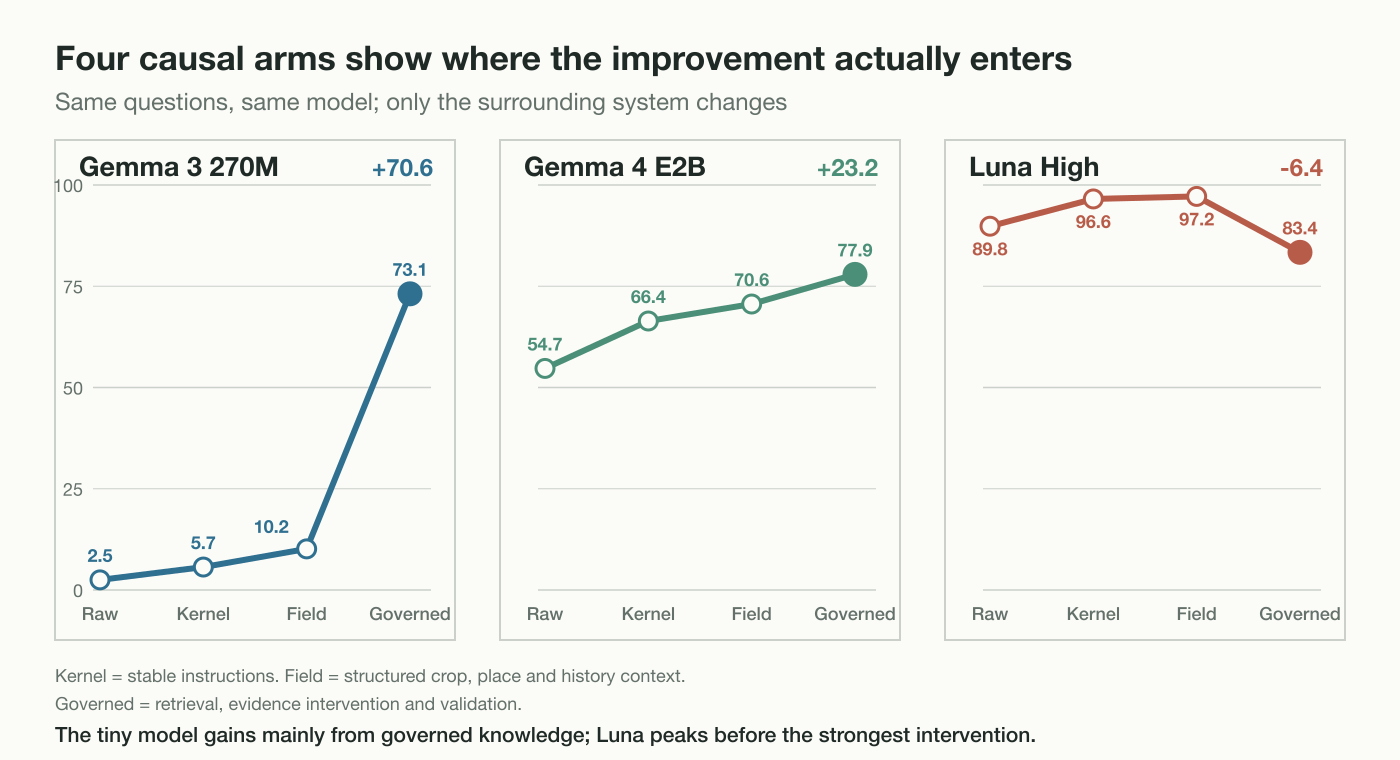 Four causal arms show where the improvement actually enters
Same questions, same model; only the surrounding system changes
Gemma 3 270M +70.6
100
75
50
25
0
2.5
5.7
10.2
73.1
Raw Kernel Field Governed
Gemma 4 E2B +23.2
54.7
66.4
70.6
77.9
Raw Kernel Field Governed
Luna High -6.4
89.8
96.6
97.2
83.4
Raw Kernel Field Governed
Kernel = stable instructions. Field = structured crop, place and history context.
Governed = retrieval, evidence intervention and validation.
The tiny model gains mainly from governed knowledge; Luna peaks before the strongest intervention.